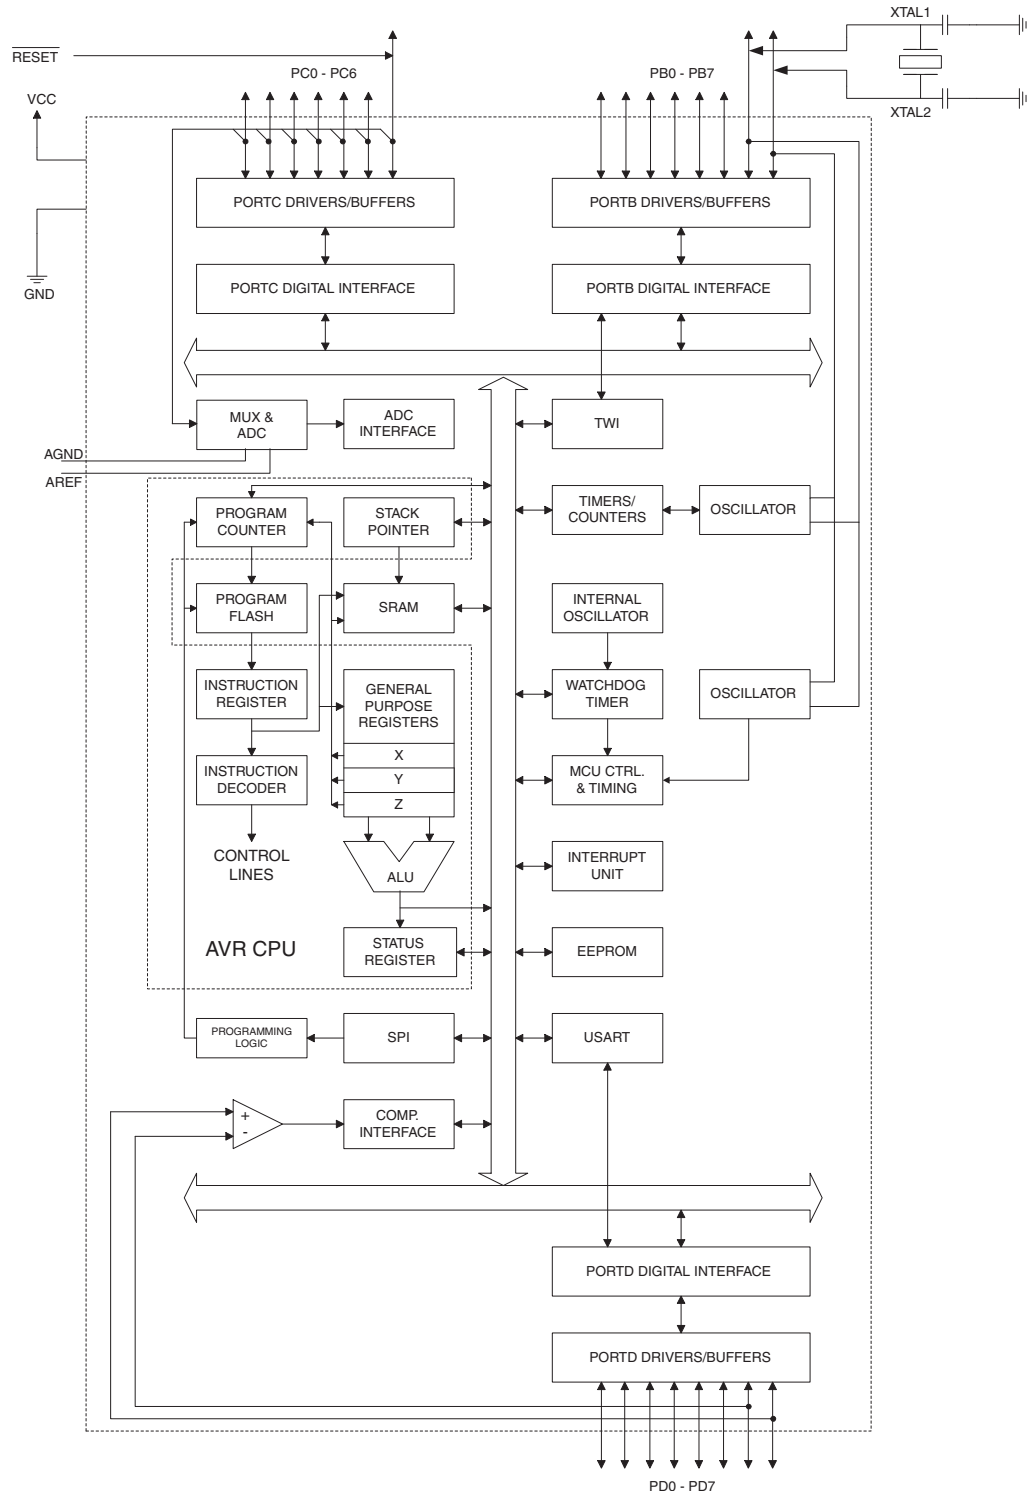 XTAL1
RESET
PC0 - PC6
PB0 - PB7
VCC
XTAL2
PORTC DRIVERS/BUFFERS
PORTB DRIVERS/BUFFERS
GND
PORTC DIGITAL INTERFACE
PORTB DIGITAL INTERFACE
MUX &
ADC
ADC
INTERFACE
TWI
AGND
AREF
PROGRAM
COUNTER
STACK
POINTER
TIMERS/
COUNTERS
OSCILLATOR
PROGRAM
FLASH
SRAM
INTERNAL
OSCILLATOR
INSTRUCTION
REGISTER
GENERAL
PURPOSE
REGISTERS
WATCHDOG
TIMER
OSCILLATOR
X
Y
Z
INSTRUCTION
DECODER
MCU CTRL.
& TIMING
CONTROL
LINES
ALU
INTERRUPT
UNIT
AVR CPU
STATUS
REGISTER
EEPROM
PROGRAMMING
LOGIC
SPI
USART
+
-
COMP.
INTERFACE
PORTD DIGITAL INTERFACE
PORTD DRIVERS/BUFFERS
PD0 - PD7